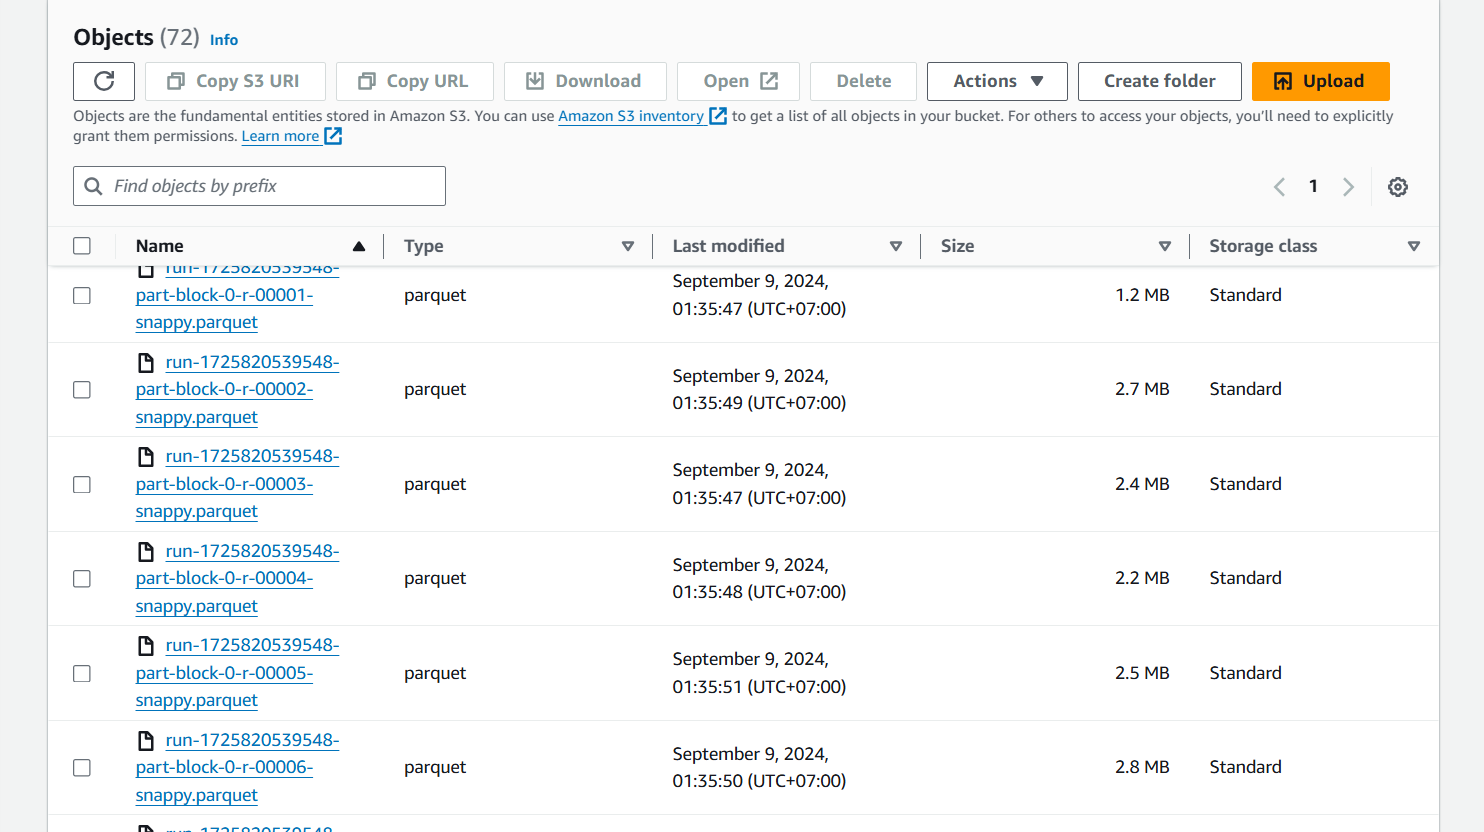 Objects (72) Info
Copy S3 URI Copy URL Download Open Delete Actions Create folder Upload
Objects are the fundamental entities stored in Amazon S3. You can use Amazon S3 inventory to get a list of all objects in your bucket. For others to access your objects, you’ll need to explicitly
grant them permissions. Learn more
Find objects by prefix
1
Name Type Last modified Size Storage class
run-1725820539548-
part-block-0-r-00001-
snappy.parquet
parquet
September 9, 2024,
01:35:47 (UTC+07:00)
1.2 MB
Standard
run-1725820539548-
part-block-0-r-00002-
snappy.parquet
parquet
September 9, 2024,
01:35:49 (UTC+07:00)
2.7 MB
Standard
run-1725820539548-
part-block-0-r-00003-
snappy.parquet
parquet
September 9, 2024,
01:35:47 (UTC+07:00)
2.4 MB
Standard
run-1725820539548-
part-block-0-r-00004-
snappy.parquet
parquet
September 9, 2024,
01:35:48 (UTC+07:00)
2.2 MB
Standard
run-1725820539548-
part-block-0-r-00005-
snappy.parquet
parquet
September 9, 2024,
01:35:51 (UTC+07:00)
2.5 MB
Standard
run-1725820539548-
part-block-0-r-00006-
snappy.parquet
parquet
September 9, 2024,
01:35:50 (UTC+07:00)
2.8 MB
Standard